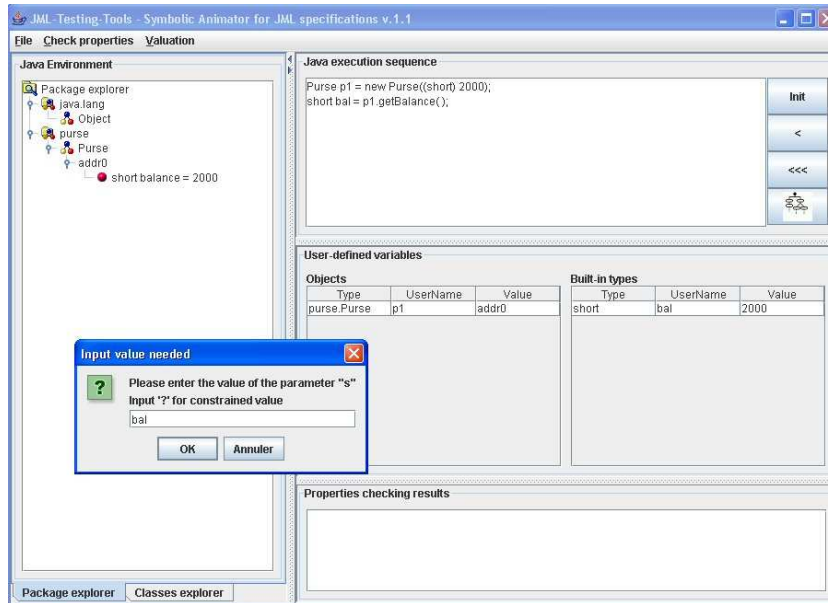 JML-Testing-Tools - Symbolic Animator for JML specifications v.1.1
File Check properties Valuation
Java Environment
Package explorer
java.lang
Object
purse
Purse
addr0
short balance = 2000
Java execution sequence
Purse p1 = new Purse((short) 2000);
short bal = p1.getBalance();
Init
<
<<<
User-defined variables
Objects
Type UserName Value
purse.Purse p1 addr0
Built-in types
Type UserName Value
short bal 2000
Input value needed
?
Please enter the value of the parameter "s"
Input '?' for constrained value
bal
OK Annuler
Properties checking results
Package explorer Classes explorer